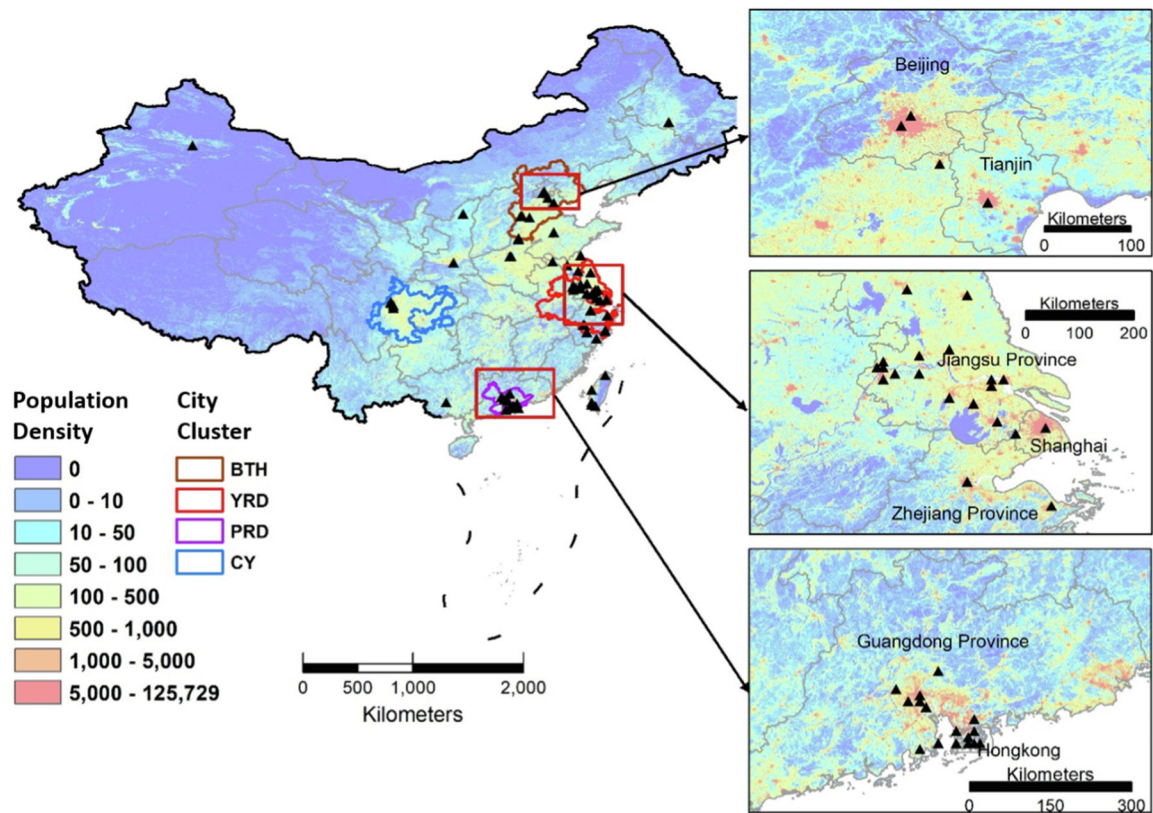 Population
Density
0
0 - 10
10 - 50
50 - 100
100 - 500
500 - 1,000
1,000 - 5,000
5,000 - 125,729
City
Cluster
BTH
YRD
PRD
CY
0 500 1,000 2,000
Kilometers
Beijing
Tianjin
Kilometers
0 100
Kilometers
0 100 200
Jiangsu Province
Shanghai
Zhejiang Province
Guangdong Province
Hongkong
Kilometers
0 150 300